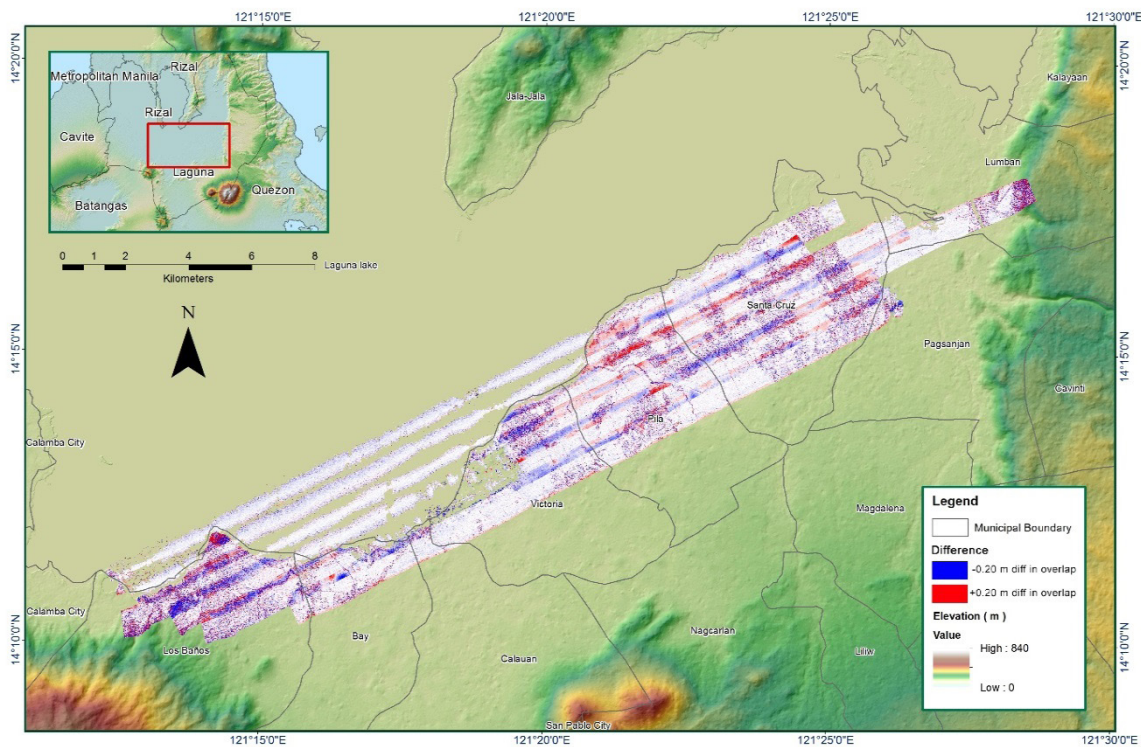 121°15'0"E
121°20'0"E
121°25'0"E
121°30'0"E
14°20'0"N
14°20'0"N
Rizal
Metropolitan Manila
Rizal
Cavite
Laguna
Quezon
Batangas
Kalayaan
Jala-Jala
Lumban
0 2 4 6 8
Kilometers
Laguna lake
N
Santa Cruz
14°15'0"N
14°15'0"N
Pagsanjan
Cavinti
Pila
Calamba City
Victoria
Magdalena
Legend
Municipal Boundary
Difference
-0.20 m diff in overlap
+0.20 m diff in overlap
Elevation ( m )
Value
High : 840
Low : 0
Calamba City
14°10'0"N
14°10'0"N
Los Baños
Bay
Calauan
Nagcarlan
Liliw
San Pablo City
121°15'0"E
121°20'0"E
121°25'0"E
121°30'0"E